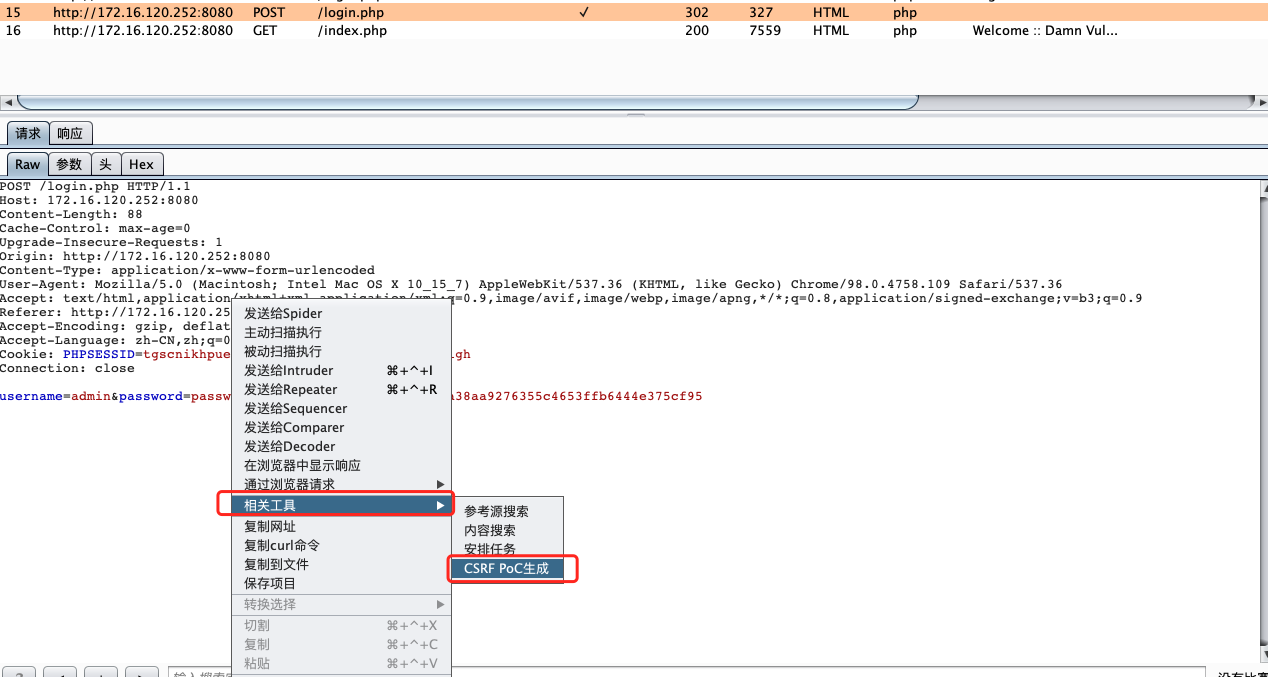 15 http://172.16.120.252:8080 POST /login.php ✓ 302 327 HTML php
16 http://172.16.120.252:8080 GET /index.php 200 7559 HTML php Welcome :: Damn Vul...
请求 响应
Raw 参数 头 Hex
POST /login.php HTTP/1.1
Host: 172.16.120.252:8080
Content-Length: 88
Cache-Control: max-age=0
Upgrade-Insecure-Requests: 1
Origin: http://172.16.120.252:8080
Content-Type: application/x-www-form-urlencoded
User-Agent: Mozilla/5.0 (Macintosh; Intel Mac OS X 10_15_7) AppleWebKit/537.36 (KHTML, like Gecko) Chrome/98.0.4758.109 Safari/537.36
Accept: text/html,application/xhtml+xml,application/xml;q=0.9,image/avif,image/webp,image/apng,*/*;q=0.8,application/signed-exchange;v=b3;q=0.9
Referer: http://172.16.120.25
Accept-Encoding: gzip, deflat
Accept-Language: zh-CN,zh;q=0
Cookie: PHPSESSID=tgscnikhpue gh
Connection: close
username=admin&password=passw a38aa9276355c4653ffb6444e375cf95
发送给Spider
主动扫描执行
被动扫描执行
发送给Intruder ⌘+^+I
发送给Repeater ⌘+^+R
发送给Sequencer
发送给Comparer
发送给Decoder
在浏览器中显示响应
通过浏览器请求
相关工具
复制网址
复制curl命令
复制到文件
保存项目
转换选择
切割 ⌘+^+X
复制 ⌘+^+C
粘贴 ⌘+^+V
参考源搜索
内容搜索
安排任务
CSRF PoC生成